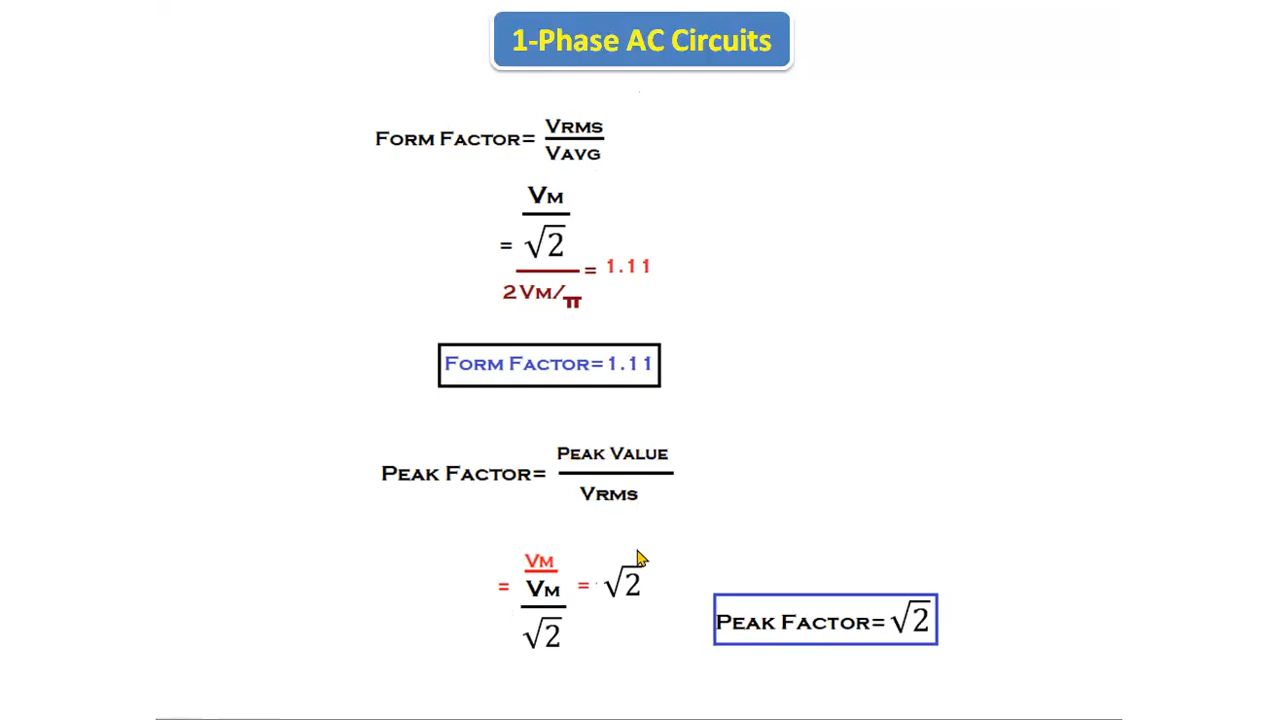 1-Phase AC Circuits
FORM FACTOR= VRMS
VAVG
VM
= √2
= 1.11
2VM/π
FORM FACTOR=1.11
PEAK VALUE
PEAK FACTOR=
VRMS
VM
= VM = √2
√2
PEAK FACTOR= √2